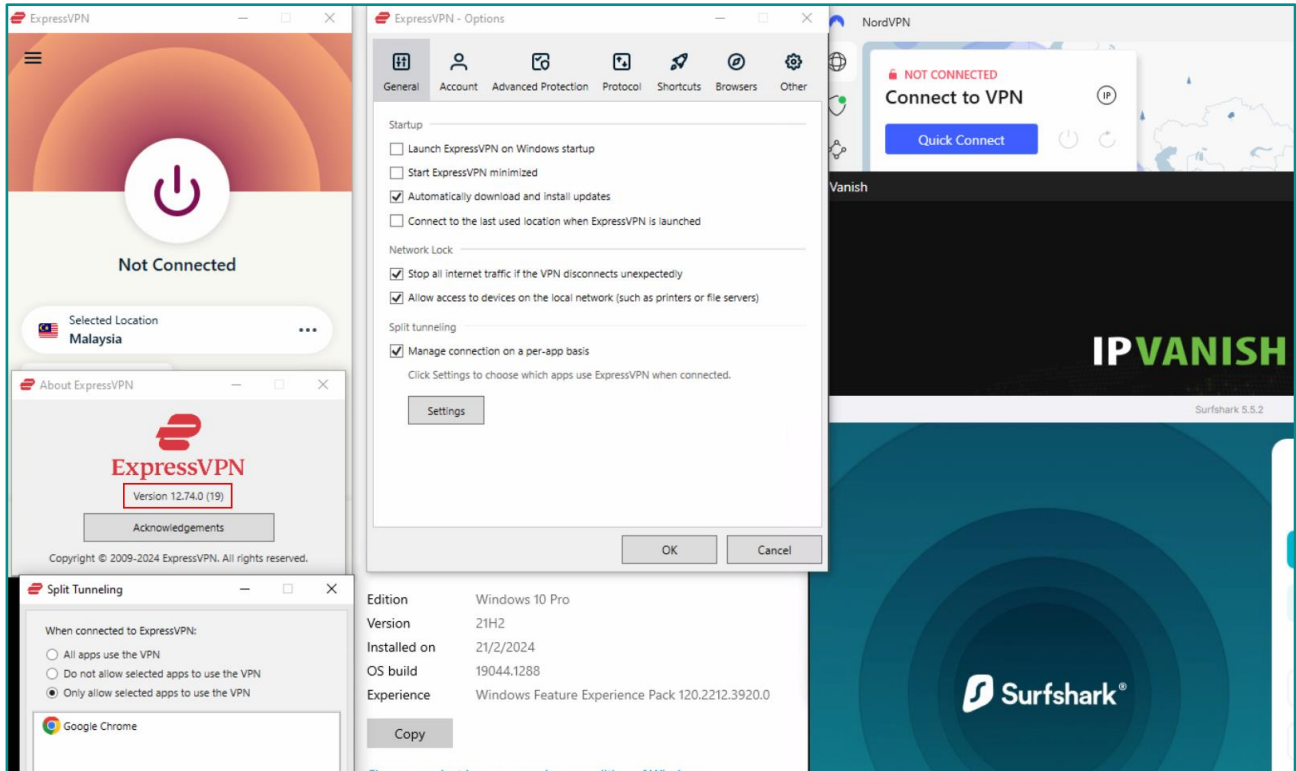 ExpressVPN
Not Connected
Selected Location
Malaysia
About ExpressVPN
ExpressVPN
Version 12.74.0 (19)
Acknowledgements
Copyright © 2009-2024 ExpressVPN. All rights reserved.
Split Tunneling
When connected to ExpressVPN:
All apps use the VPN
Do not allow selected apps to use the VPN
Only allow selected apps to use the VPN
Google Chrome
ExpressVPN - Options
General Account Advanced Protection Protocol Shortcuts Browsers Other
Startup
Launch ExpressVPN on Windows startup
Start ExpressVPN minimized
Automatically download and install updates
Connect to the last used location when ExpressVPN is launched
Network Lock
Stop all internet traffic if the VPN disconnects unexpectedly
Allow access to devices on the local network (such as printers or file servers)
Split tunneling
Manage connection on a per-app basis
Click Settings to choose which apps use ExpressVPN when connected.
Settings
OK Cancel
Edition Windows 10 Pro
Version 21H2
Installed on 21/2/2024
OS build 19044.1288
Experience Windows Feature Experience Pack 120.2212.3920.0
Copy
NordVPN
NOT CONNECTED
Connect to VPN
IP
Quick Connect
Vanish
IPVANISH
Surfshark 5.5.2
Surfshark®